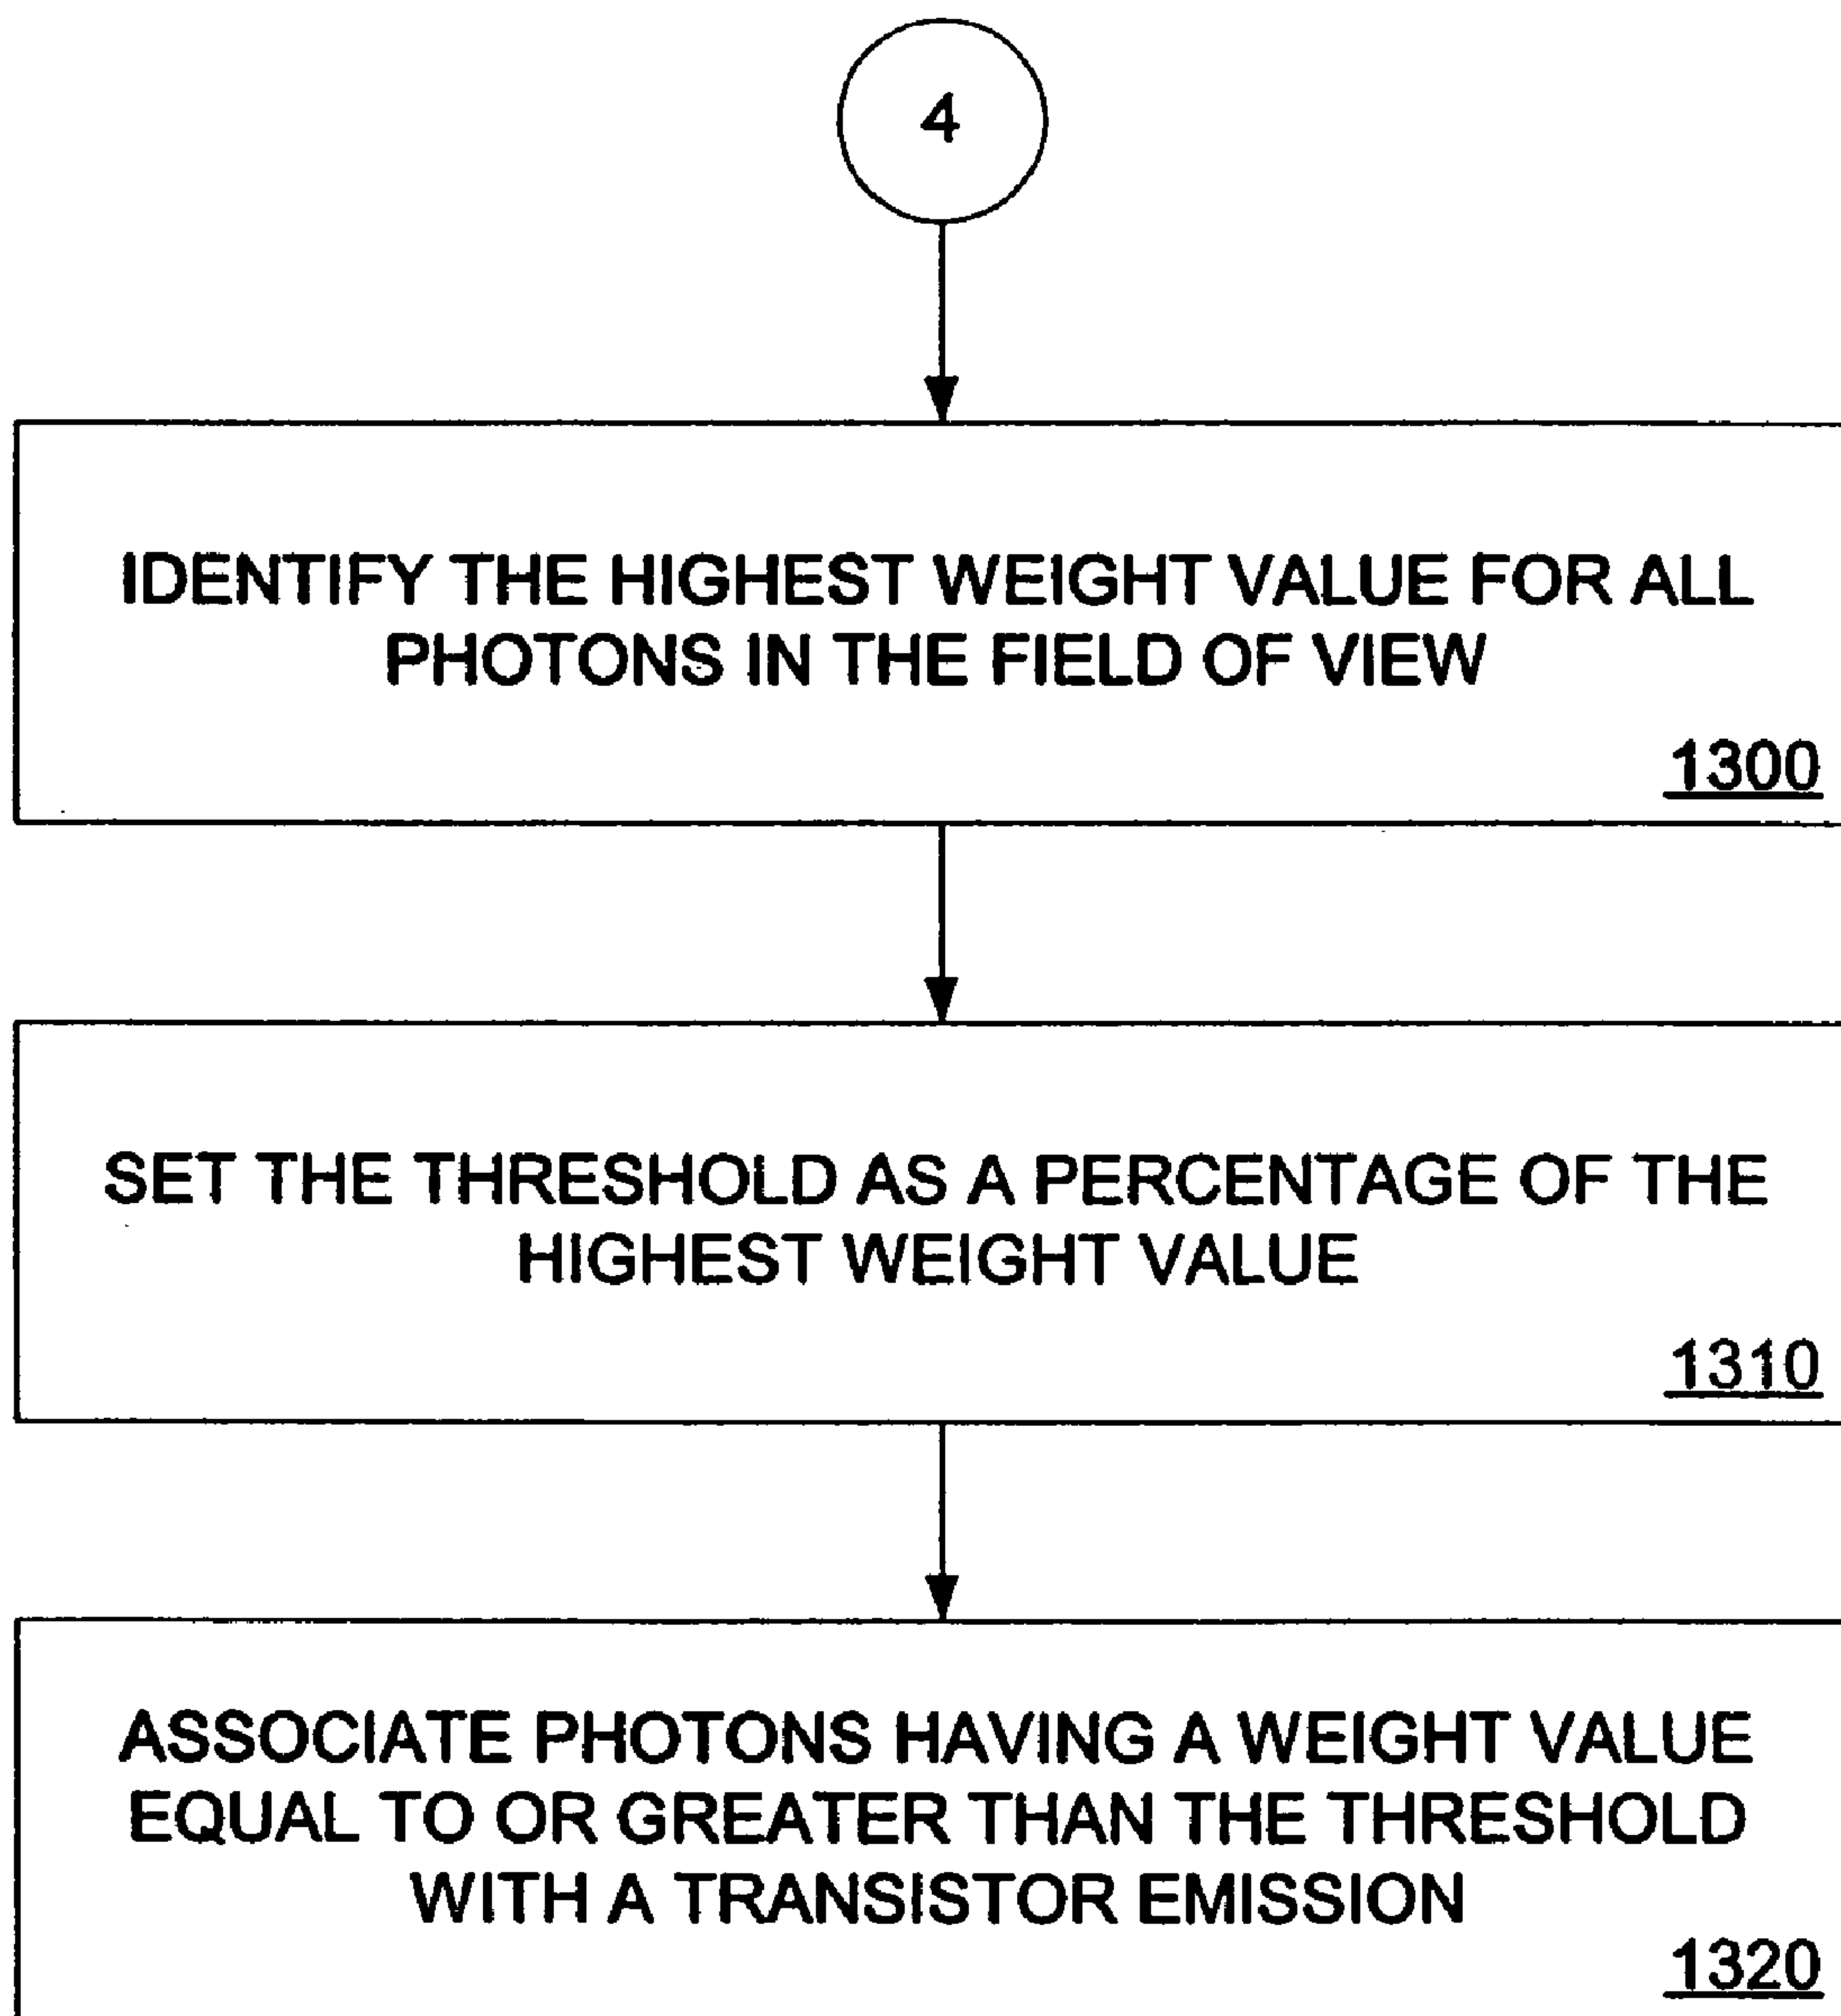 4
IDENTIFY THE HIGHEST WEIGHT VALUE FOR ALL
PHOTONS IN THE FIELD OF VIEW
1300
SET THE THRESHOLD AS A PERCENTAGE OF THE
HIGHEST WEIGHT VALUE
1310
ASSOCIATE PHOTONS HAVING A WEIGHT VALUE
EQUAL TO OR GREATER THAN THE THRESHOLD
WITH A TRANSISTOR EMISSION
1320